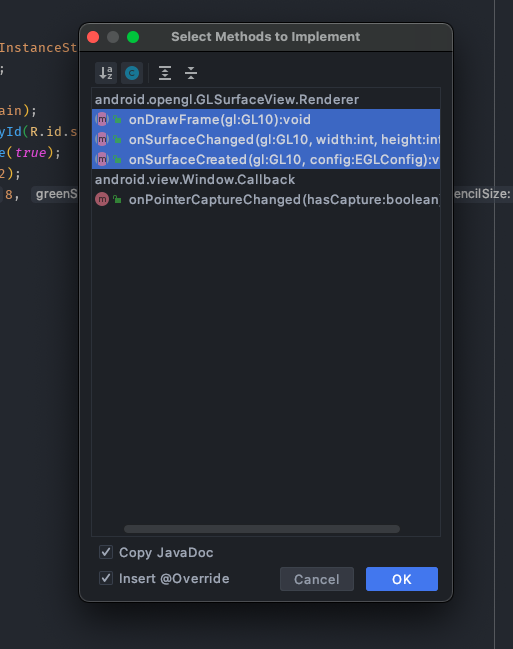 Select Methods to Implement
InstanceSt
;
android.opengl.GLSurfaceView.Renderer
ain);
onDrawFrame(gl:GL10):void
yId(R.id.s
onSurfaceChanged(gl:GL10, width:int, height:int
e(true);
onSurfaceCreated(gl:GL10, config:EGLConfig):v
2);
android.view.Window.Callback
8, greenS
onPointerCaptureChanged(hasCapture:boolean)
encilSize:
Copy JavaDoc
Insert @Override
Cancel
OK